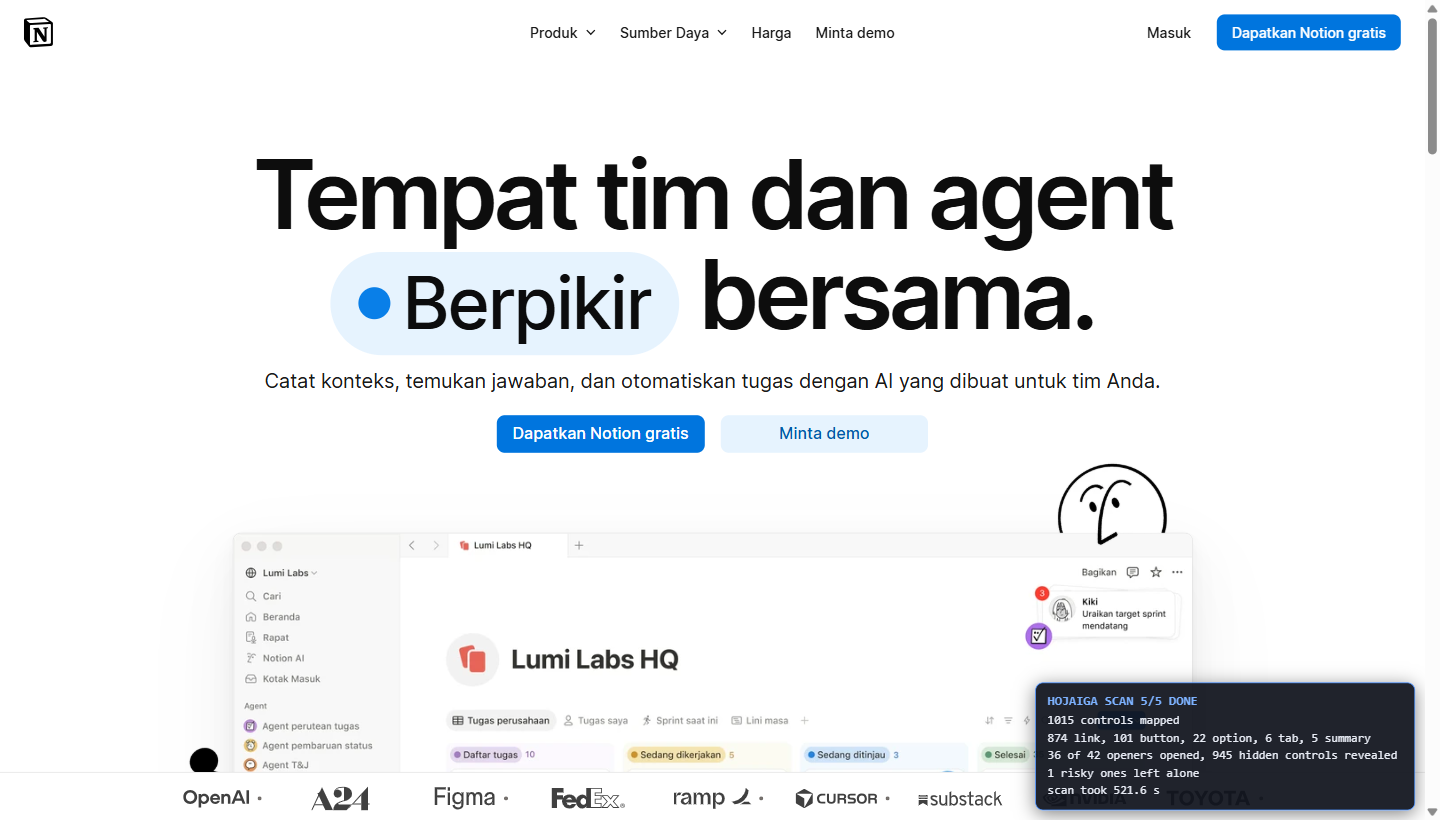 N
Produk
Sumber Daya
Harga
Minta demo
Masuk
Dapatkan Notion gratis
Tempat tim dan agent
Berpikir bersama.
Catat konteks, temukan jawaban, dan otomatiskan tugas dengan AI yang dibuat untuk tim Anda.
Dapatkan Notion gratis
Minta demo
Lumi Labs HQ
Lumi Labs
Cari
Beranda
Rapat
Notion AI
Kotak Masuk
Agent
Agent perutean tugas
Agent pembaruan status
Agent T&J
Bagikan
3
Kiki
Uraikan target sprint
mendatang
Lumi Labs HQ
Tugas perusahaan
Tugas saya
Sprint saat ini
Lini masa
Daftar tugas 10
Sedang dikerjakan 5
Sedang ditinjau 3
Selesai
HOJAIGA SCAN 5/5 DONE
1015 controls mapped
874 link, 101 button, 22 option, 6 tab, 5 summary
36 of 42 openers opened, 945 hidden controls revealed
1 risky ones left alone
scan took 521.6 s
OpenAI
A24
Figma
FedEx
ramp
CURSOR
substack
NVIDIA
TOYOTA